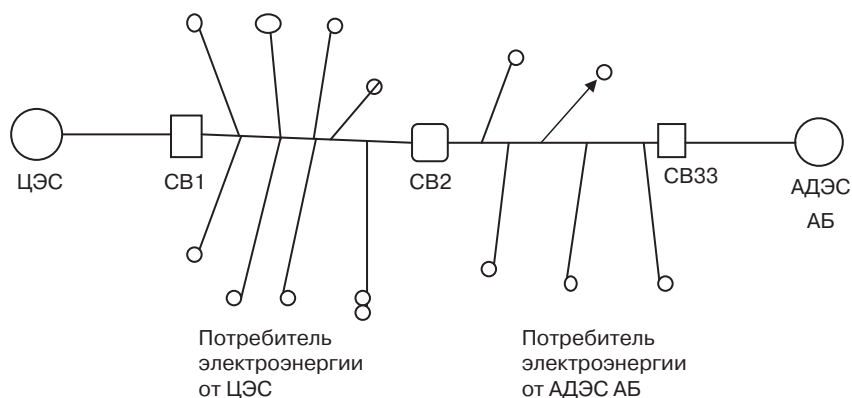 ЦЭС
СВ1
СВ2
СВ33
АДЭС
АБ
Потребитель
электроэнергии
от ЦЭС
Потребитель
электроэнергии
от АДЭС АБ